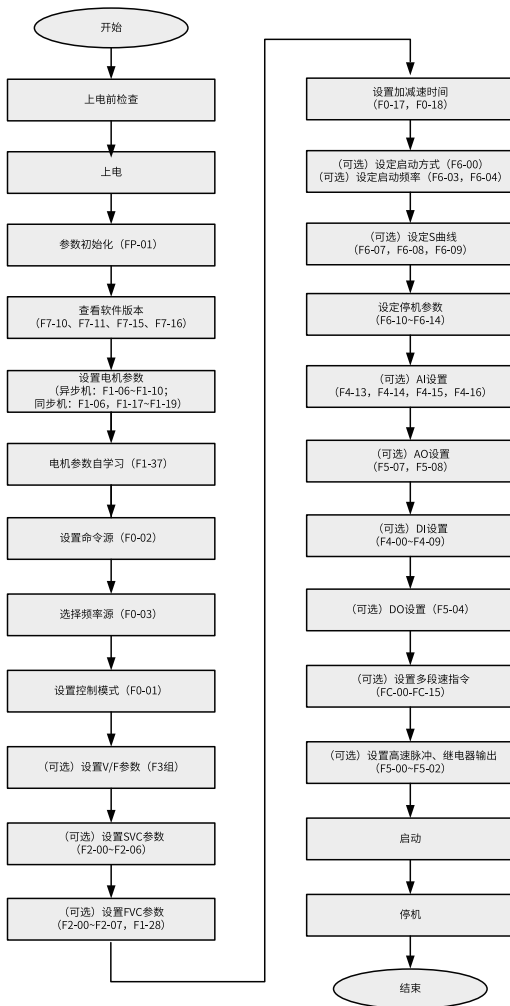 开始
上电前检查
上电
参数初始化（FP-01）
查看软件版本
（F7-10、F7-11、F7-15、F7-16）
设置电机参数
（异步机：F1-06~F1-10；
同步机：F1-06，F1-17~F1-19）
电机参数自学习（F1-37）
设置命令源（F0-02）
选择频率源（F0-03）
设置控制模式（F0-01）
（可选）设置V/F参数（F3组）
（可选）设置SVC参数
（F2-00~F2-06）
（可选）设置FVC参数
（F2-00~F2-07，F1-28）
设置加减速时间
（F0-17，F0-18）
（可选）设定启动方式（F6-00）
（可选）设定启动频率（F6-03，F6-04）
（可选）设定S曲线
（F6-07，F6-08，F6-09）
设定停机参数
（F6-10~F6-14）
（可选）AI设置
（F4-13，F4-14，F4-15，F4-16）
（可选）AO设置
（F5-07，F5-08）
（可选）DI设置
（F4-00~F4-09）
（可选）DO设置（F5-04）
（可选）设置多段速指令
（FC-00-FC-15）
（可选）设置高速脉冲、继电器输出
（F5-00~F5-02）
启动
停机
结束